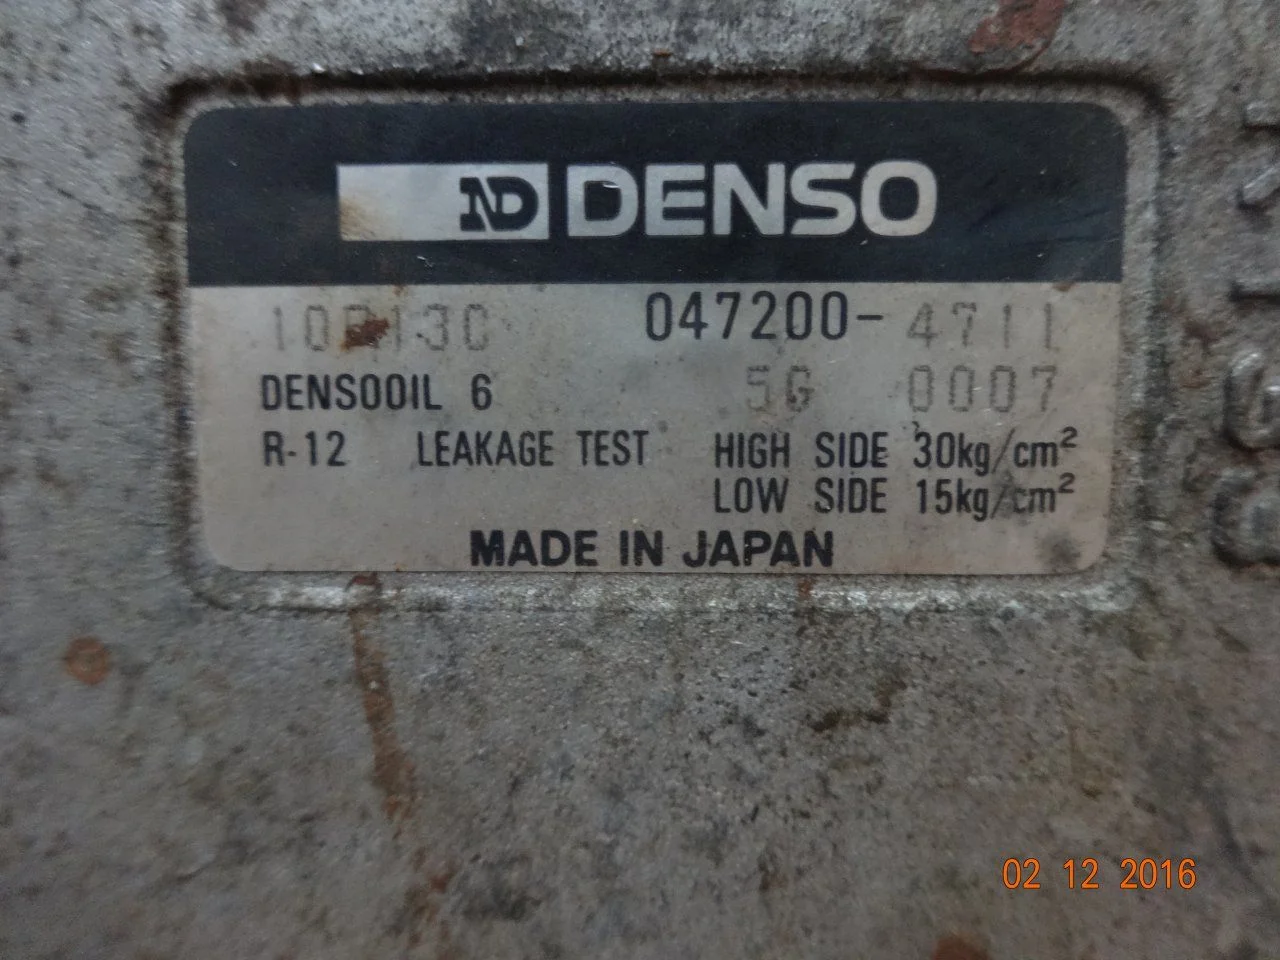 ND DENSO
047200-4711
DENSOOIL 6 5G 0007
R-12 LEAKAGE TEST HIGH SIDE 30kg/cm²
LOW SIDE 15kg/cm²
MADE IN JAPAN
02 12 2016